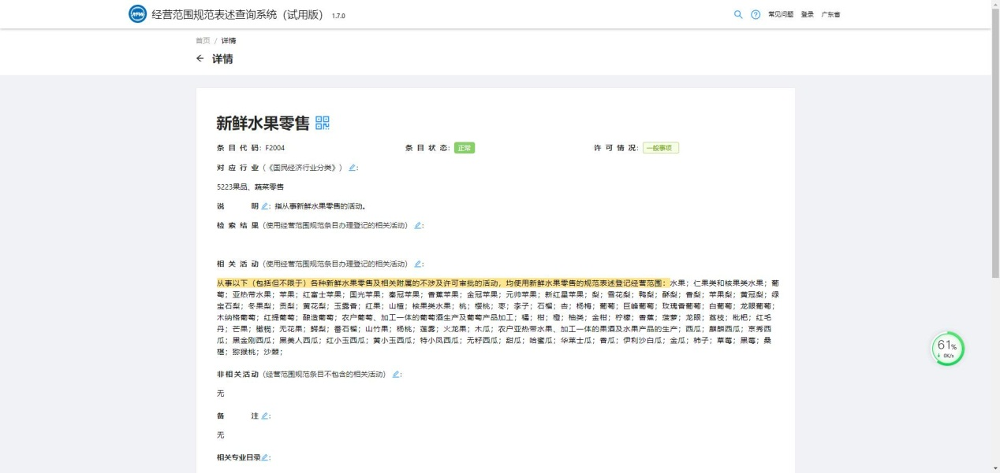 经营范围规范表述查询系统（试用版） 1.7.0
常见问题 登录 广东省
首页 / 详情
← 详情
新鲜水果零售
条目代码：F2004 条目状态：正常 许可情况：一般事项
对应行业（《国民经济行业分类》）：
5223果品、蔬菜零售
说明：指从事新鲜水果零售的活动。
检索结果（使用经营范围规范条目办理登记的相关活动）：
相关活动（使用经营范围规范条目办理登记的相关活动）：
从事以下（包括但不限于）各种新鲜水果零售及相关附属的不涉及许可审批的活动，均使用新鲜水果零售的规范表述登记经营范围：水果；仁果类和核果类水果；葡
萄；亚热带水果；苹果；红富士苹果；国光苹果；秦冠苹果；香蕉苹果；金冠苹果；元帅苹果；新红星苹果；梨；雪花梨；鸭梨；酥梨；香梨；苹果梨；黄冠梨；绿
宝石梨；冬果梨；贡梨；黄花梨；玉露香；红果；山楂；核果类水果；桃；樱桃；枣；李子；石榴；杏；杨梅；葡萄；巨峰葡萄；玫瑰香葡萄；白葡萄；龙眼葡萄；
木纳格葡萄；红提葡萄；酿造葡萄；农户葡萄、加工一体的葡萄酒生产及葡萄产品加工；橘；柑；橙；柚类；金柑；柠檬；香蕉；菠萝；龙眼；荔枝；枇杷；红毛
丹；芒果；橄榄；无花果；鳄梨；番石榴；山竹果；杨桃；莲雾；火龙果；木瓜；农户亚热带水果、加工一体的果酒及水果产品的生产；西瓜；麒麟西瓜；京秀西
瓜；黑金刚西瓜；黑美人西瓜；红小玉西瓜；黄小玉西瓜；特小凤西瓜；无籽西瓜；甜瓜；哈蜜瓜；华莱士瓜；香瓜；伊利沙白瓜；金瓜；柿子；草莓；黑莓；桑
椹；猕猴桃；沙棘；
非相关活动（经营范围规范条目不包含的相关活动）：
无
备注：
无
相关专业目录：
61%
↓ 0K/s